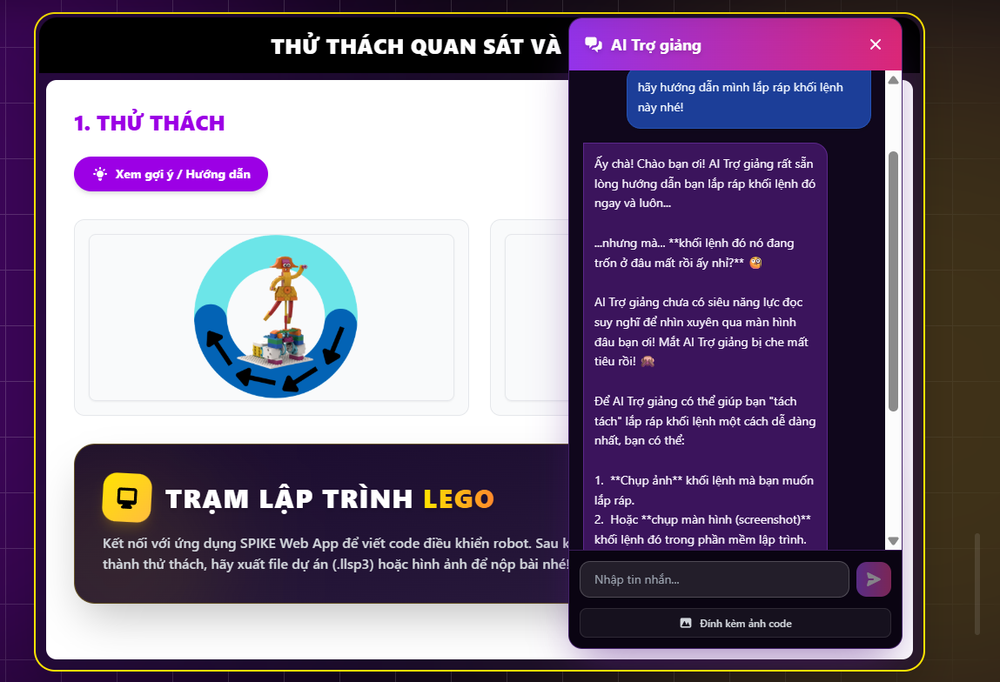 THỬ THÁCH QUAN SÁT VÀ
1. THỬ THÁCH
Xem gợi ý / Hướng dẫn
TRẠM LẬP TRÌNH LEGO
Kết nối với ứng dụng SPIKE Web App để viết code điều khiển robot. Sau k
thành thử thách, hãy xuất file dự án (.llsp3) hoặc hình ảnh để nộp bài nhé!
AI Trợ giảng
hãy hướng dẫn mình lắp ráp khối lệnh
này nhé!
Ấy chà! Chào bạn ơi! AI Trợ giảng rất sẵn
lòng hướng dẫn bạn lắp ráp khối lệnh đó
ngay và luôn...
...nhưng mà... **khối lệnh đó nó đang
trốn ở đâu mất rồi ấy nhỉ?**
AI Trợ giảng chưa có siêu năng lực đọc
suy nghĩ để nhìn xuyên qua màn hình
đâu bạn ơi! Mắt AI Trợ giảng bị che mất
tiêu rồi!
Để AI Trợ giảng có thể giúp bạn "tách
tách" lắp ráp khối lệnh một cách dễ dàng
nhất, bạn có thể:
1. **Chụp ảnh** khối lệnh mà bạn muốn
lắp ráp.
2. Hoặc **chụp màn hình (screenshot)**
khối lệnh đó trong phần mềm lập trình.
Nhập tin nhắn...
Đính kèm ảnh code